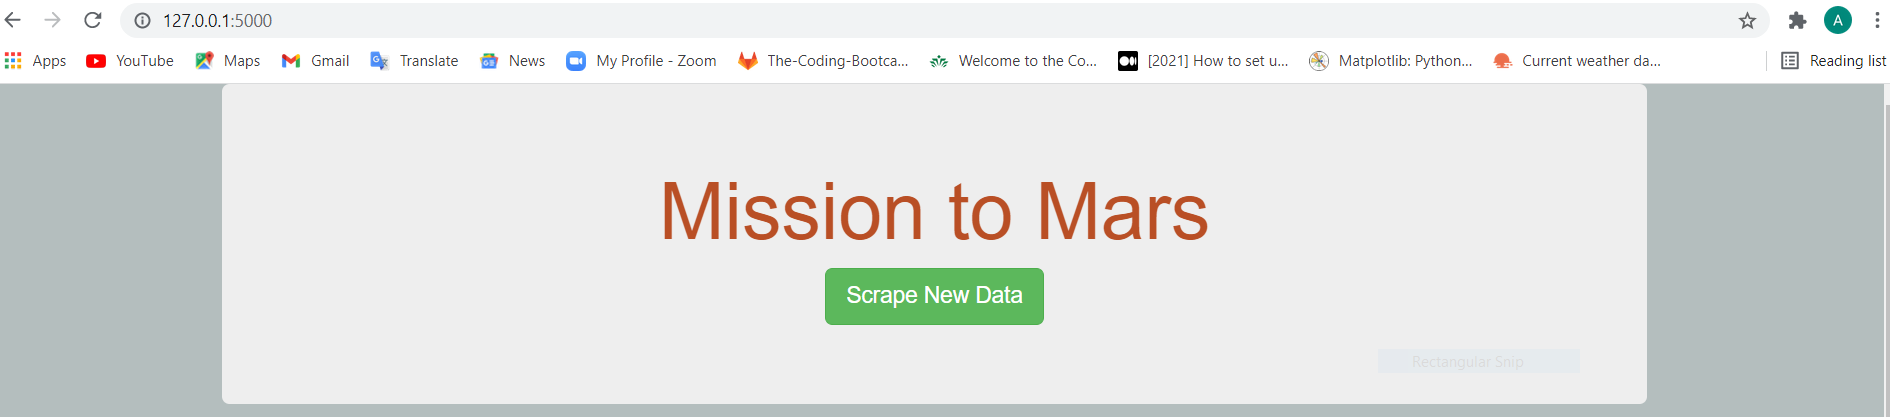 127.0.0.1:5000
A
Apps YouTube Maps Gmail Translate News My Profile - Zoom The-Coding-Bootca... Welcome to the Co... [2021] How to set u... Matplotlib: Python... Current weather da... Reading list
Mission to Mars
Scrape New Data
Rectangular Snip